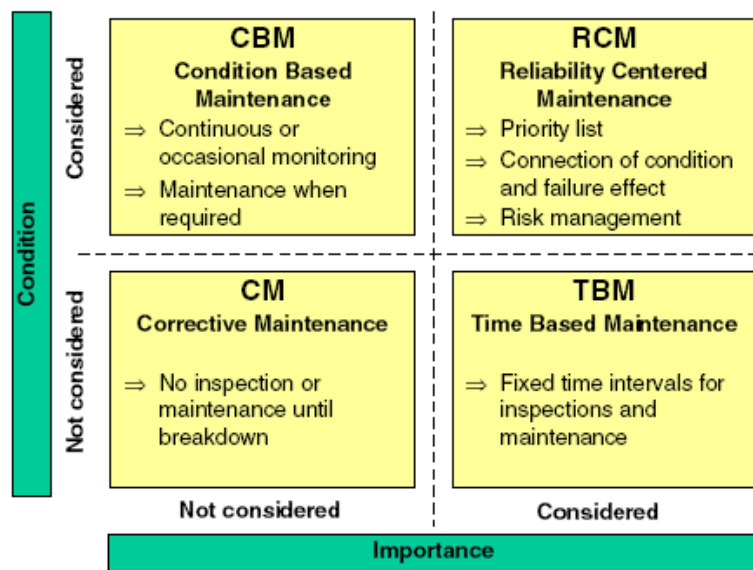 CBM
Condition Based
Maintenance
⇒ Continuous or
occasional monitoring
⇒ Maintenance when
required
RCM
Reliability Centered
Maintenance
⇒ Priority list
⇒ Connection of condition
and failure effect
⇒ Risk management
CM
Corrective Maintenance
⇒ No inspection or
maintenance until
breakdown
TBM
Time Based Maintenance
⇒ Fixed time intervals for
inspections and
maintenance
Condition
Considered
Not considered
Not considered
Considered
Importance